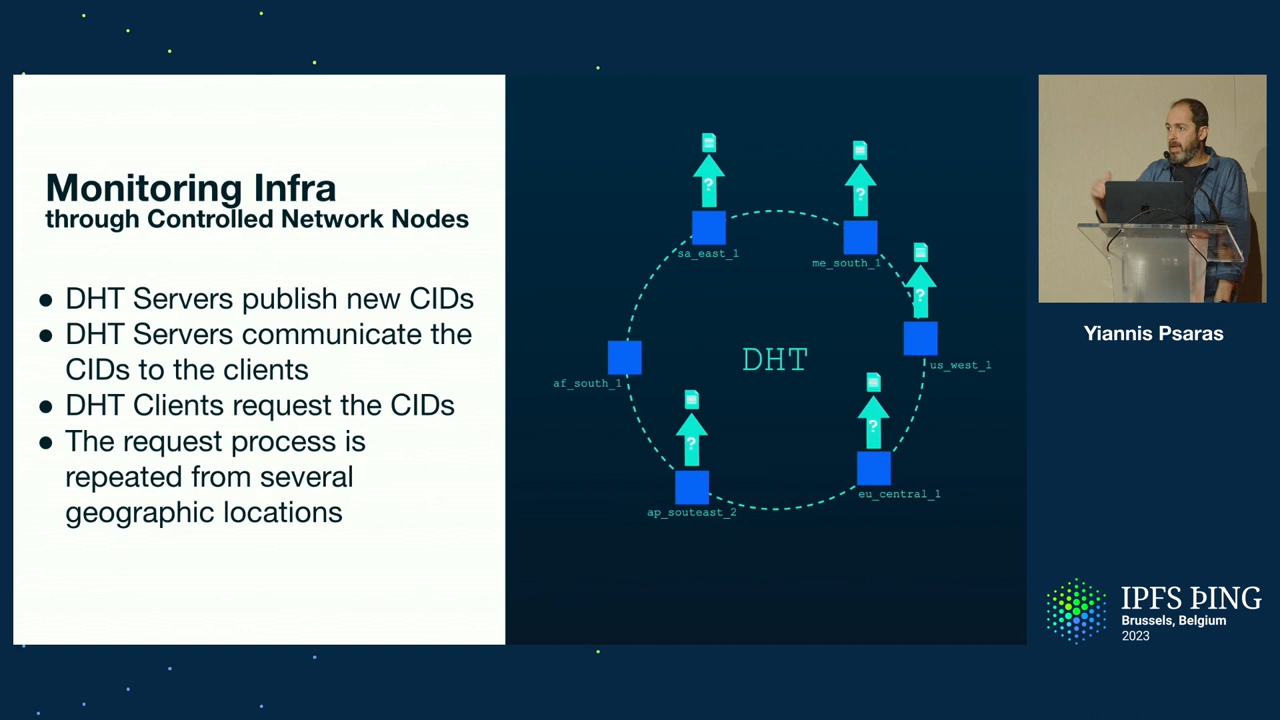 Monitoring Infra
through Controlled Network Nodes
● DHT Servers publish new CIDs
● DHT Servers communicate the
CIDs to the clients
● DHT Clients request the CIDs
● The request process is
repeated from several
geographic locations
?
sa_east_1
?
me_south_1
?
us_west_1
DHT
af_south_1
?
ap_souteast_2
?
eu_central_1
Yiannis Psaras
IPFS ÞING
Brussels, Belgium
2023